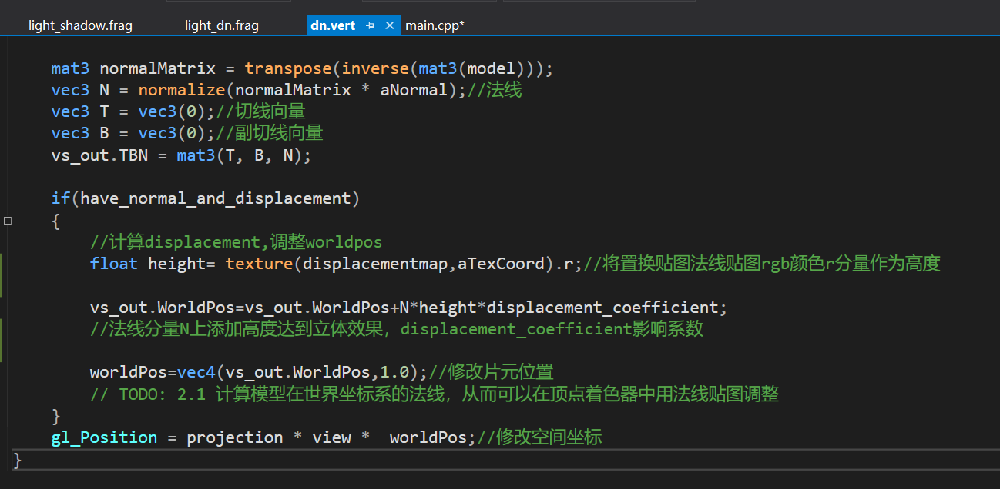 light_shadow.frag light_dn.frag dn.vert main.cpp*
mat3 normalMatrix = transpose(inverse(mat3(model)));
vec3 N = normalize(normalMatrix * aNormal);//法线
vec3 T = vec3(0);//切线向量
vec3 B = vec3(0);//副切线向量
vs_out.TBN = mat3(T, B, N);
if(have_normal_and_displacement)
{
//计算displacement,调整worldpos
float height= texture(displacementmap,aTexCoord).r;//将置换贴图法线贴图rgb颜色r分量作为高度
vs_out.WorldPos=vs_out.WorldPos+N*height*displacement_coefficient;
//法线分量N上添加高度达到立体效果，displacement_coefficient影响系数
worldPos=vec4(vs_out.WorldPos,1.0);//修改片元位置
// TODO: 2.1 计算模型在世界坐标系的法线，从而可以在顶点着色器中用法线贴图调整
}
gl_Position = projection * view *  worldPos;//修改空间坐标
}